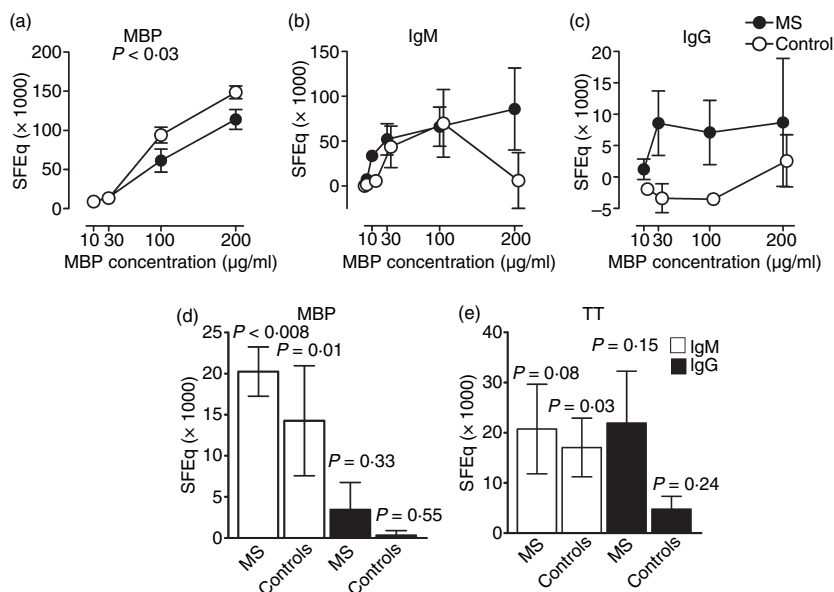 (a)
MBP
P < 0·03
SFEq (× 1000)
200
150
100
50
0
10 30 100 200
MBP concentration (µg/ml)
(b)
IgM
SFEq (× 1000)
150
100
50
0
10 30 100 200
MBP concentration (µg/ml)
(c)
IgG
MS
Control
SFEq (× 1000)
20
15
10
5
0
–5
10 30 100 200
MBP concentration (µg/ml)
(d)
MBP
SFEq (× 1000)
25
20
15
10
5
0
P < 0·008
P = 0·01
P = 0·33
P = 0·55
MS
Controls
MS
Controls
(e)
TT
IgM
IgG
SFEq (× 1000)
40
30
20
10
0
P = 0·08
P = 0·03
P = 0·15
P = 0·24
MS
Controls
MS
Controls